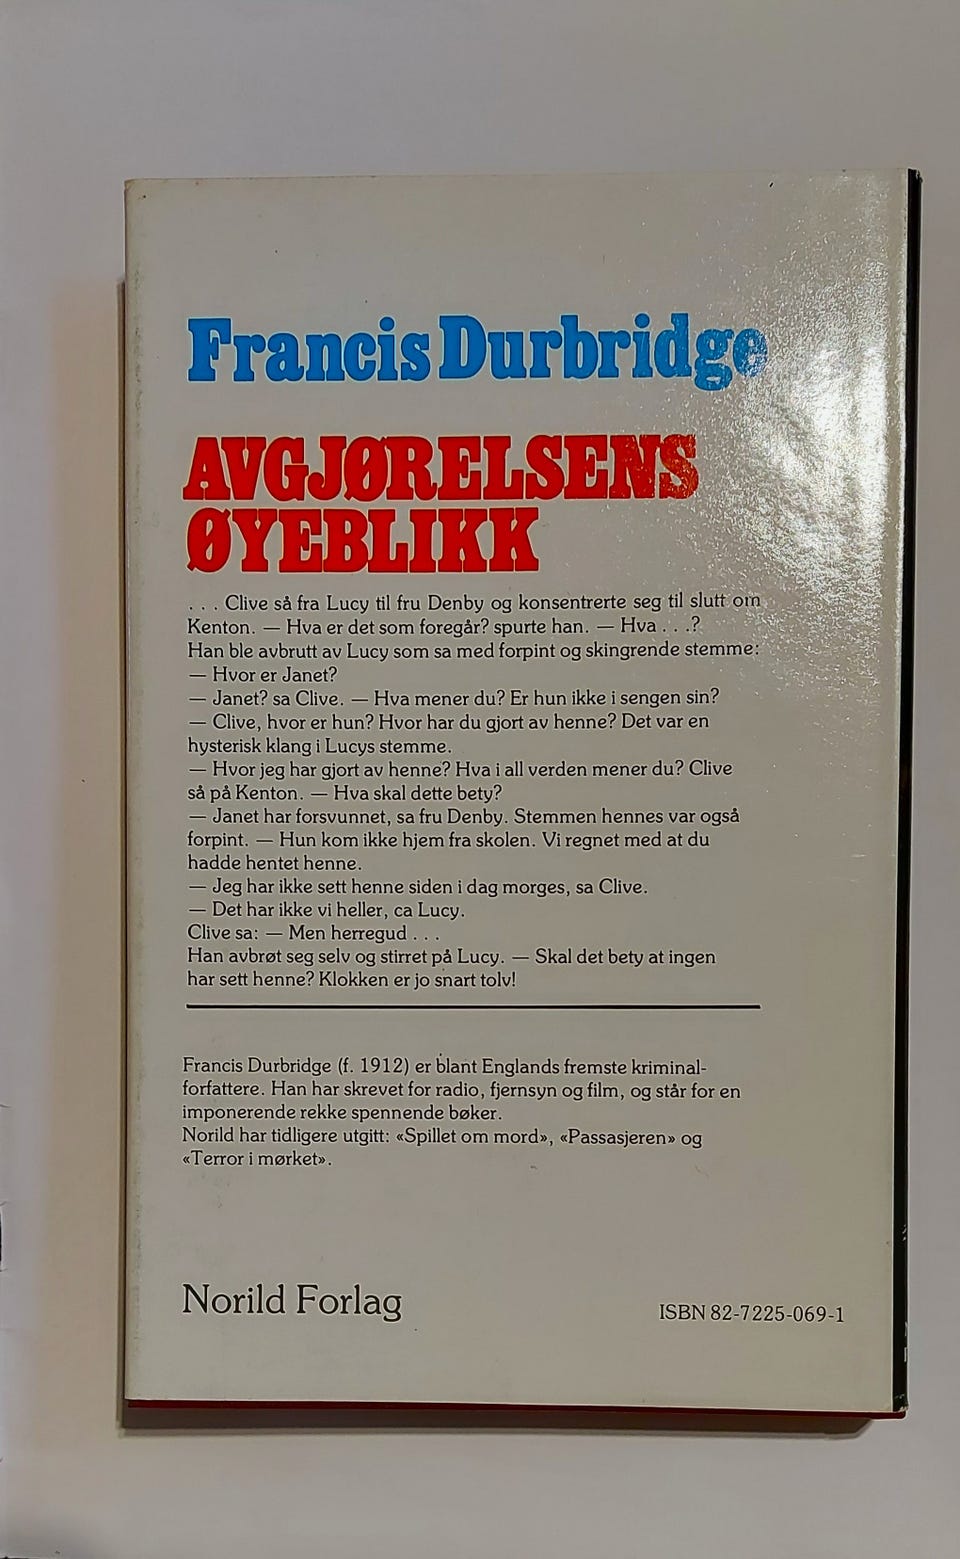 Francis Durbridge
AVGJØRELSENS
ØYEBLIKK
. . . Clive så fra Lucy til fru Denby og konsentrerte seg til slutt om
Kenton. — Hva er det som foregår? spurte han. — Hva . . .?
Han ble avbrutt av Lucy som sa med forpint og skingrende stemme:
— Hvor er Janet?
— Janet? sa Clive. — Hva mener du? Er hun ikke i sengen sin?
— Clive, hvor er hun? Hvor har du gjort av henne? Det var en
hysterisk klang i Lucys stemme.
— Hvor jeg har gjort av henne? Hva i all verden mener du? Clive
så på Kenton. — Hva skal dette bety?
— Janet har forsvunnet, sa fru Denby. Stemmen hennes var også
forpint. — Hun kom ikke hjem fra skolen. Vi regnet med at du
hadde hentet henne.
— Jeg har ikke sett henne siden i dag morges, sa Clive.
— Det har ikke vi heller, ca Lucy.
Clive sa: — Men herregud . . .
Han avbrøt seg selv og stirret på Lucy. — Skal det bety at ingen
har sett henne? Klokken er jo snart tolv!
Francis Durbridge (f. 1912) er blant Englands fremste kriminal-
forfattere. Han har skrevet for radio, fjernsyn og film, og står for en
imponerende rekke spennende bøker.
Norild har tidligere utgitt: «Spillet om mord», «Passasjeren» og
«Terror i mørket».
Norild Forlag
ISBN 82-7225-069-1